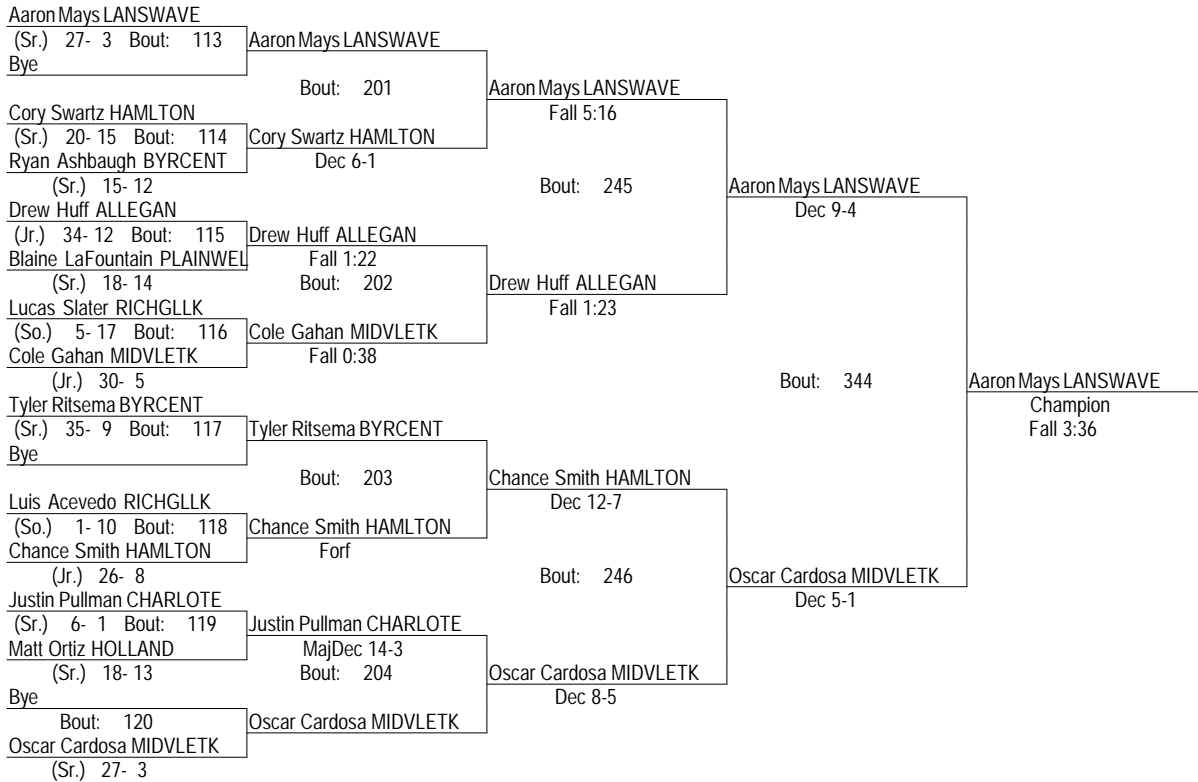 Aaron Mays LANSWAVE
(Sr.) 27- 3 Bout: 113
Aaron Mays LANSWAVE
Bye
Bout: 201
Aaron Mays LANSWAVE
Fall 5:16
Cory Swartz HAMLTON
(Sr.) 20- 15 Bout: 114
Cory Swartz HAMLTON
Ryan Ashbaugh BYRCENT
Dec 6-1
(Sr.) 15- 12
Bout: 245
Aaron Mays LANSWAVE
Dec 9-4
Drew Huff ALLEGAN
(Jr.) 34- 12 Bout: 115
Drew Huff ALLEGAN
Blaine LaFountain PLAINWEL
Fall 1:22
(Sr.) 18- 14
Bout: 202
Drew Huff ALLEGAN
Fall 1:23
Lucas Slater RICHGLLK
(So.) 5- 17 Bout: 116
Cole Gahan MIDVLETK
Cole Gahan MIDVLETK
Fall 0:38
(Jr.) 30- 5
Bout: 344
Aaron Mays LANSWAVE
Champion
Fall 3:36
Tyler Ritsema BYRCENT
(Sr.) 35- 9 Bout: 117
Tyler Ritsema BYRCENT
Bye
Bout: 203
Chance Smith HAMLTON
Dec 12-7
Luis Acevedo RICHGLLK
(So.) 1- 10 Bout: 118
Chance Smith HAMLTON
Chance Smith HAMLTON
Forf
(Jr.) 26- 8
Bout: 246
Oscar Cardosa MIDVLETK
Dec 5-1
Justin Pullman CHARLOTE
(Sr.) 6- 1 Bout: 119
Justin Pullman CHARLOTE
Matt Ortiz HOLLAND
MajDec 14-3
(Sr.) 18- 13
Bout: 204
Oscar Cardosa MIDVLETK
Dec 8-5
Bye
Bout: 120
Oscar Cardosa MIDVLETK
Oscar Cardosa MIDVLETK
(Sr.) 27- 3